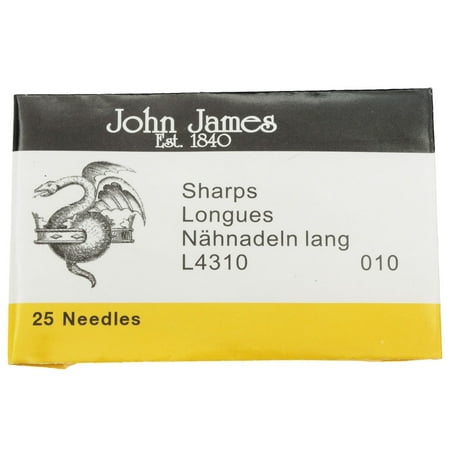 John James
Est. 1840
Sharps
Longues
Nähnadeln lang
L4310 010
25 Needles